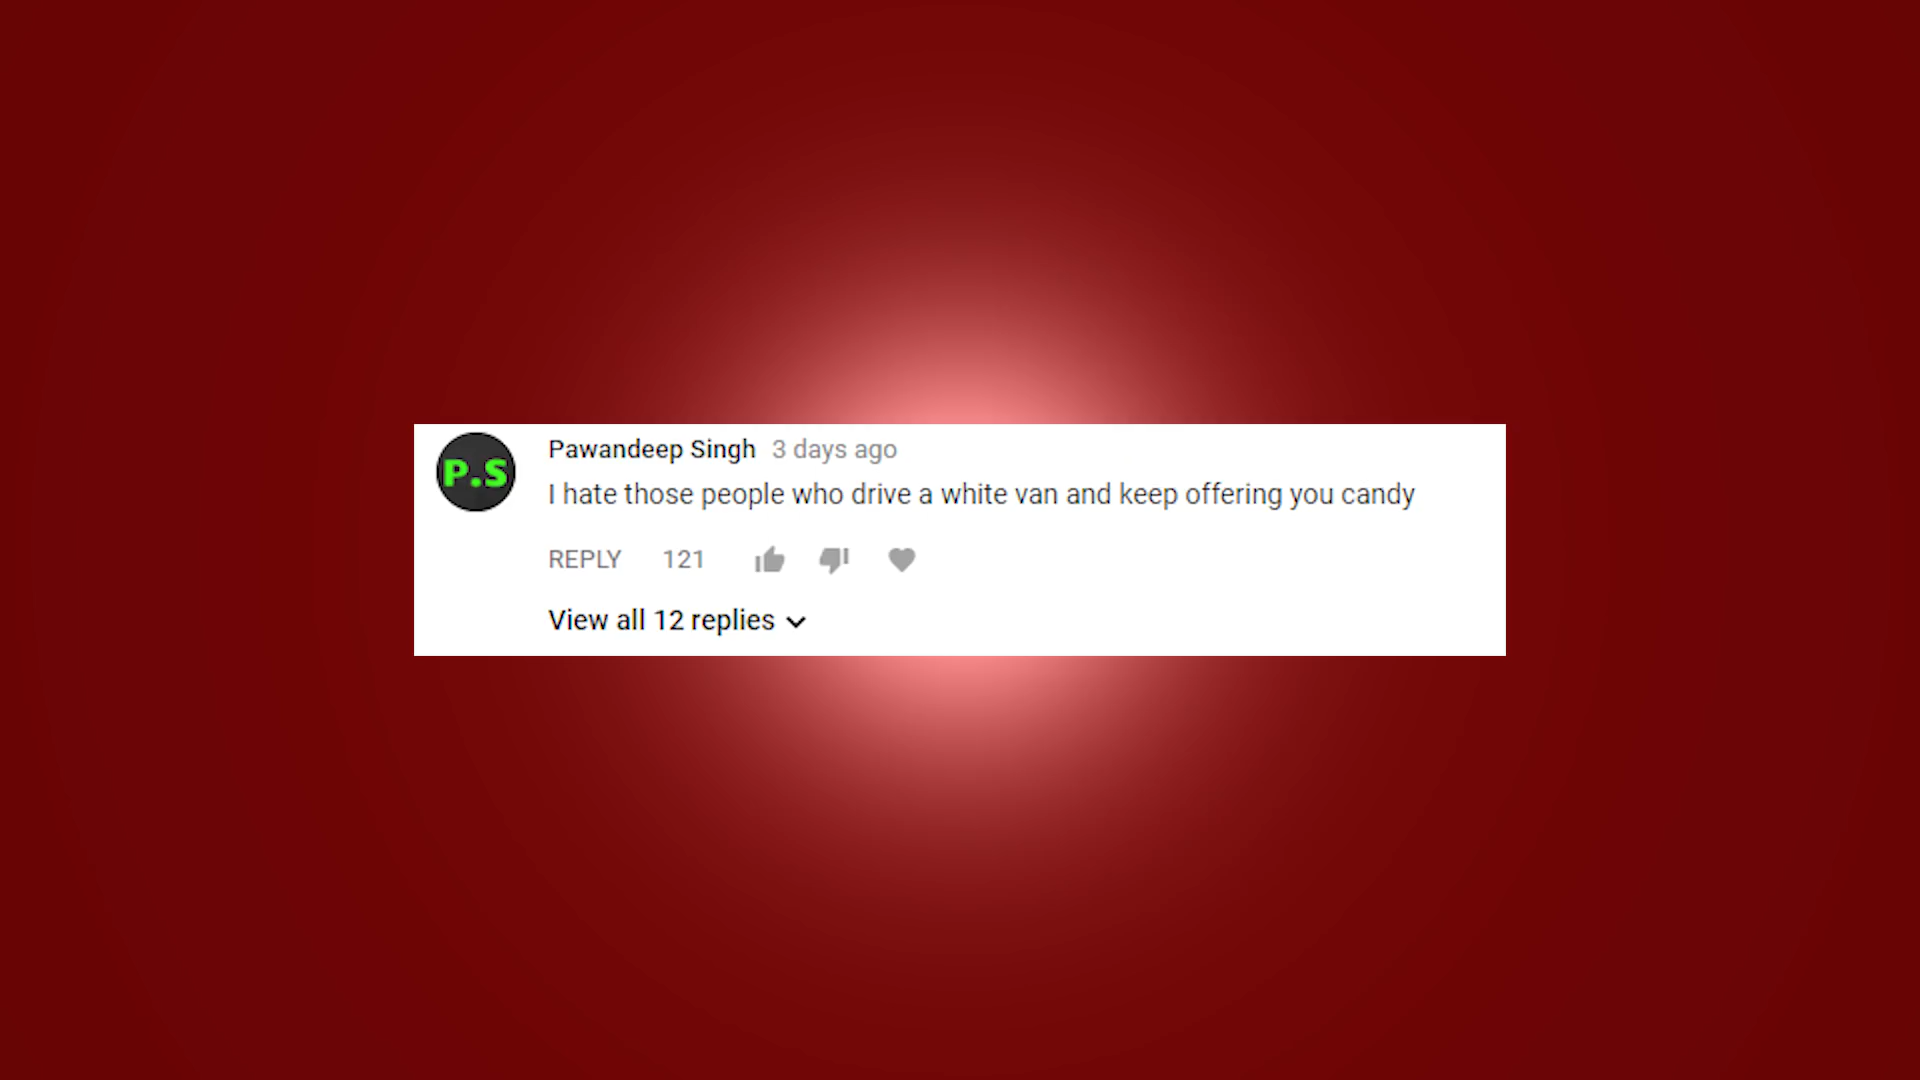 P.S
Pawandeep Singh 3 days ago
I hate those people who drive a white van and keep offering you candy
REPLY 121
View all 12 replies